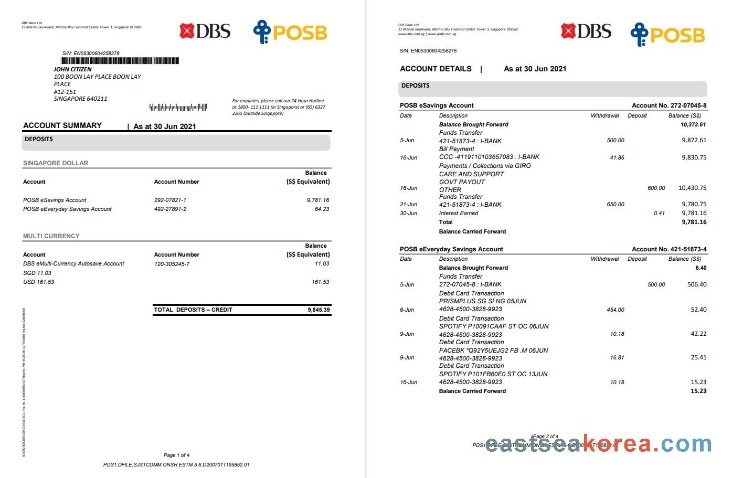 DBS
POSB
S/N: EN05300804258278
JOHN CITIZEN
100 BOON LAY PLACE BOON LAY
PLACE
#12-151
SINGAPORE 640211
For enquiries, please call our 24 Hour Hotline
at 1800- 111 1111 (in Singapore) or (65) 6327
2265 (outside Singapore)
ACCOUNT SUMMARY | As at 30 Jun 2021
DEPOSITS
SINGAPORE DOLLAR
Balance
Account Account Number (S$ Equivalent)
POSB eSavings Account 292-07821-1 9,781.16
POSB eEveryday Savings Account 492-27891-2 64.23
MULTI CURRENCY
Balance
Account Account Number (S$ Equivalent)
DBS eMulti-Currency Autosave Account 120-305245-7 11.03
SGD 11.03
USD 161.53 161.53
TOTAL DEPOSITS – CREDIT 9,845.39
Page 1 of 4
DBS
POSB
S/N: EN05300804258278
ACCOUNT DETAILS | As at 30 Jun 2021
DEPOSITS
POSB eSavings Account Account No. 272-07045-8
Date Description Withdrawal Deposit Balance (S$)
Balance Brought Forward 10,372.61
Funds Transfer
5-Jun 421-51873-4 : I-BANK 500.00 9,872.61
Bill Payment
16-Jun CCC -4119110103657083 : I-BANK 41.86 9,830.75
Payments / Collections via GIRO
CARE AND SUPPORT
GOVT PAYOUT
16-Jun OTHER 600.00 10,430.75
Funds Transfer
21-Jun 421-51873-4 : I-BANK 650.00 9,780.75
30-Jun Interest Earned 0.41 9,781.16
Total 9,781.16
Balance Carried Forward
POSB eEveryday Savings Account Account No. 421-51873-4
Date Description Withdrawal Deposit Balance (S$)
Balance Brought Forward 6.40
Funds Transfer
5-Jun 272-07045-8 : I-BANK 500.00 506.40
Debit Card Transaction
PRISMPLUS SG SI NG 05JUN
6-Jun 4628-4500-3828-9923 454.00 52.40
Debit Card Transaction
SPOTIFY P10091CAAF ST OC 06JUN
9-Jun 4628-4500-3828-9923 10.18 42.22
Debit Card Transaction
FACEBK *Q92Y5UEJG2 FB .M 06JUN
9-Jun 4628-4500-3828-9923 16.81 25.41
Debit Card Transaction
SPOTIFY P101FB60E0 ST OC 13JUN
16-Jun 4628-4500-3828-9923 10.18 15.23
Balance Carried Forward 15.23
Page 2 of 4
eastseakorea.com